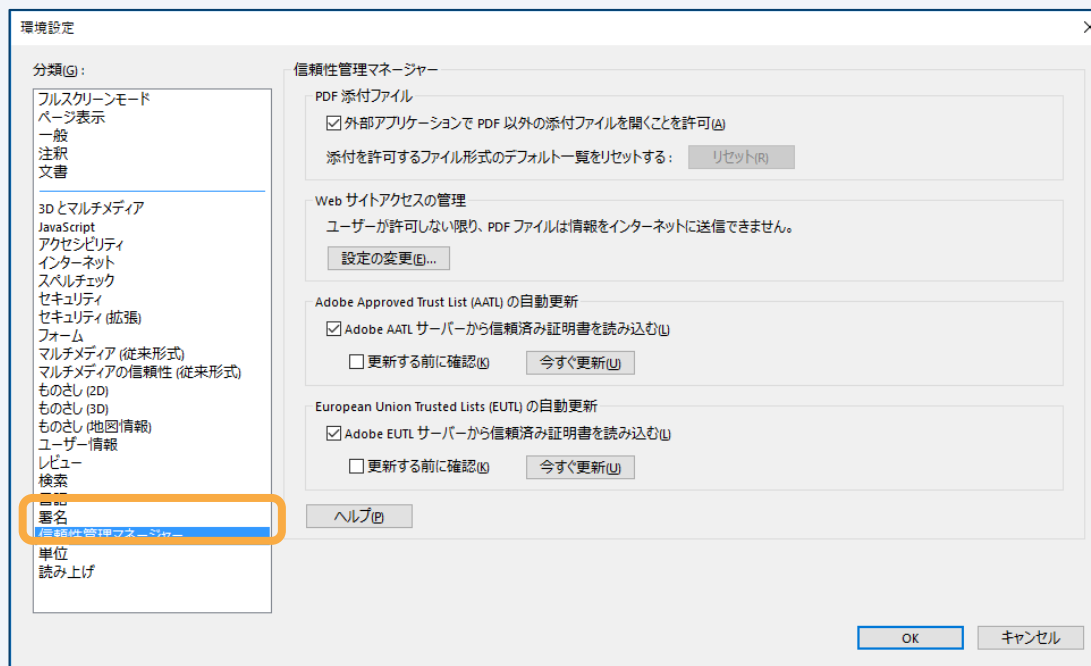 環境設定
分類(G):
フルスクリーンモード
ページ表示
一般
注釈
文書
3D とマルチメディア
JavaScript
アクセシビリティ
インターネット
スペルチェック
セキュリティ
セキュリティ (拡張)
フォーム
マルチメディア (従来形式)
マルチメディアの信頼性 (従来形式)
ものさし (2D)
ものさし (3D)
ものさし (地図情報)
ユーザー情報
レビュー
検索
言語
署名
信頼性管理マネージャー
単位
読み上げ
信頼性管理マネージャー
PDF 添付ファイル
外部アプリケーションで PDF 以外の添付ファイルを開くことを許可(A)
添付を許可するファイル形式のデフォルト一覧をリセットする: リセット(R)
Web サイトアクセスの管理
ユーザーが許可しない限り、PDF ファイルは情報をインターネットに送信できません。
設定の変更(E)...
Adobe Approved Trust List (AATL) の自動更新
Adobe AATL サーバーから信頼済み証明書を読み込む(L)
更新する前に確認(K) 今すぐ更新(U)
European Union Trusted Lists (EUTL) の自動更新
Adobe EUTL サーバーから信頼済み証明書を読み込む(L)
更新する前に確認(K) 今すぐ更新(U)
ヘルプ(P)
OK キャンセル